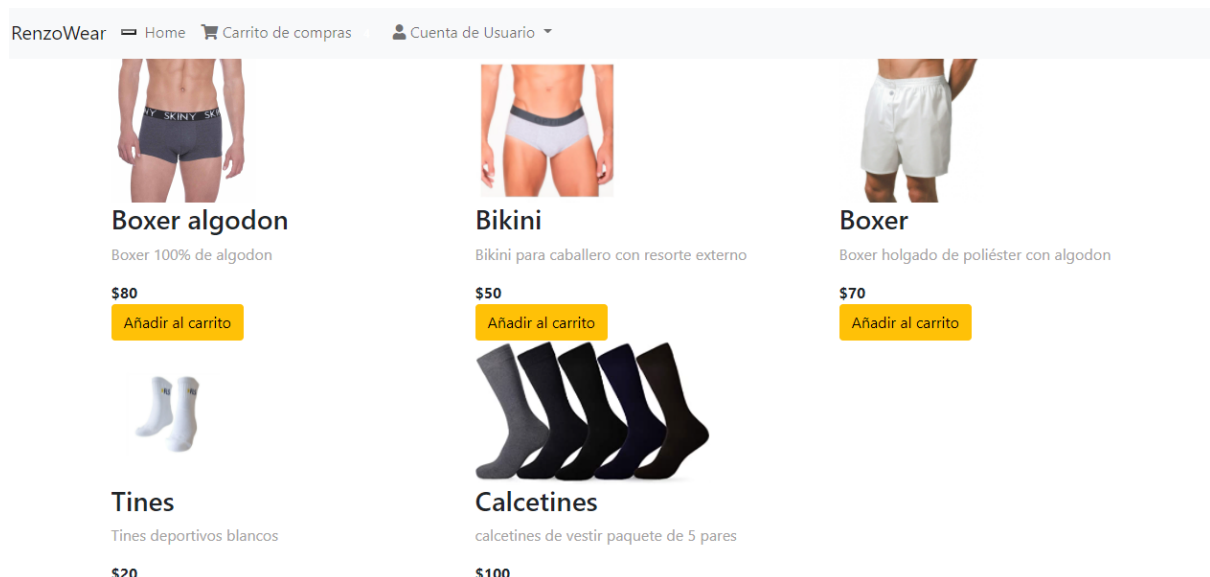 RenzoWear Home Carrito de compras Cuenta de Usuario
SKINY
Boxer algodon
Boxer 100% de algodon
$80
Añadir al carrito
Bikini
Bikini para caballero con resorte externo
$50
Añadir al carrito
Boxer
Boxer holgado de poliéster con algodon
$70
Añadir al carrito
Tines
Tines deportivos blancos
$20
Calcetines
calcetines de vestir paquete de 5 pares
$100